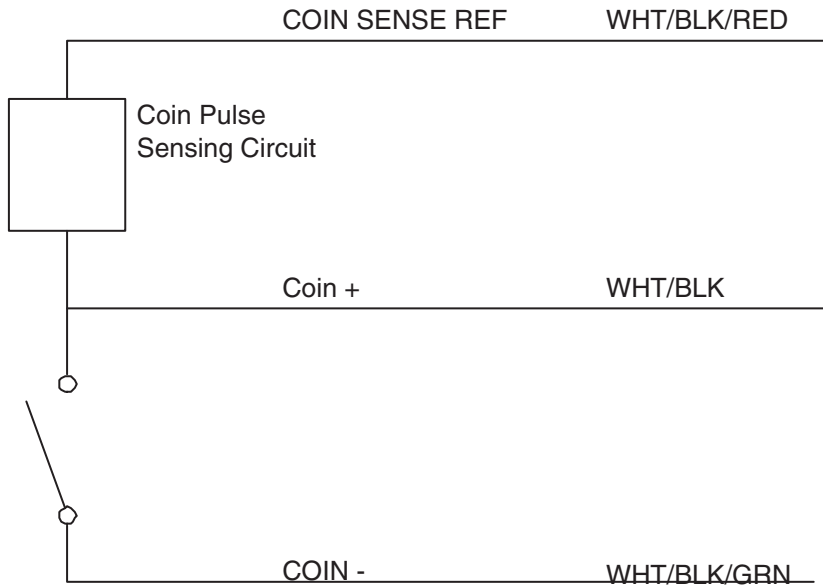 COIN SENSE REF WHT/BLK/RED
Coin Pulse
Sensing Circuit
Coin + WHT/BLK
COIN - WHT/BLK/GRN